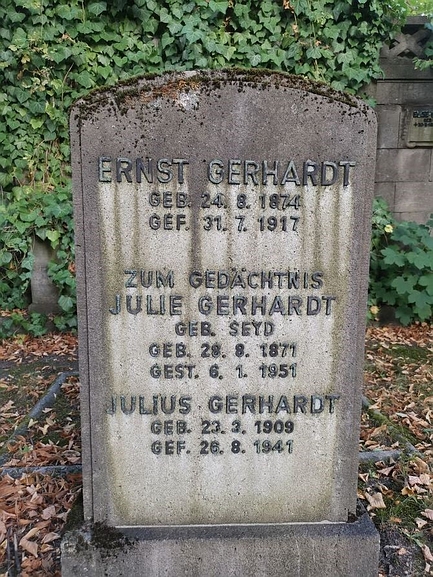 ERNST GERHARDT
GEB. 24. 8. 1874
GEF. 31. 7. 1917
ZUM GEDÄCHTNIS
JULIE GERHARDT
GEB. SEYD
GEB. 28. 8. 1871
GEST. 6. 1. 1951
JULIUS GERHARDT
GEB. 23. 3. 1909
GEF. 26. 8. 1941